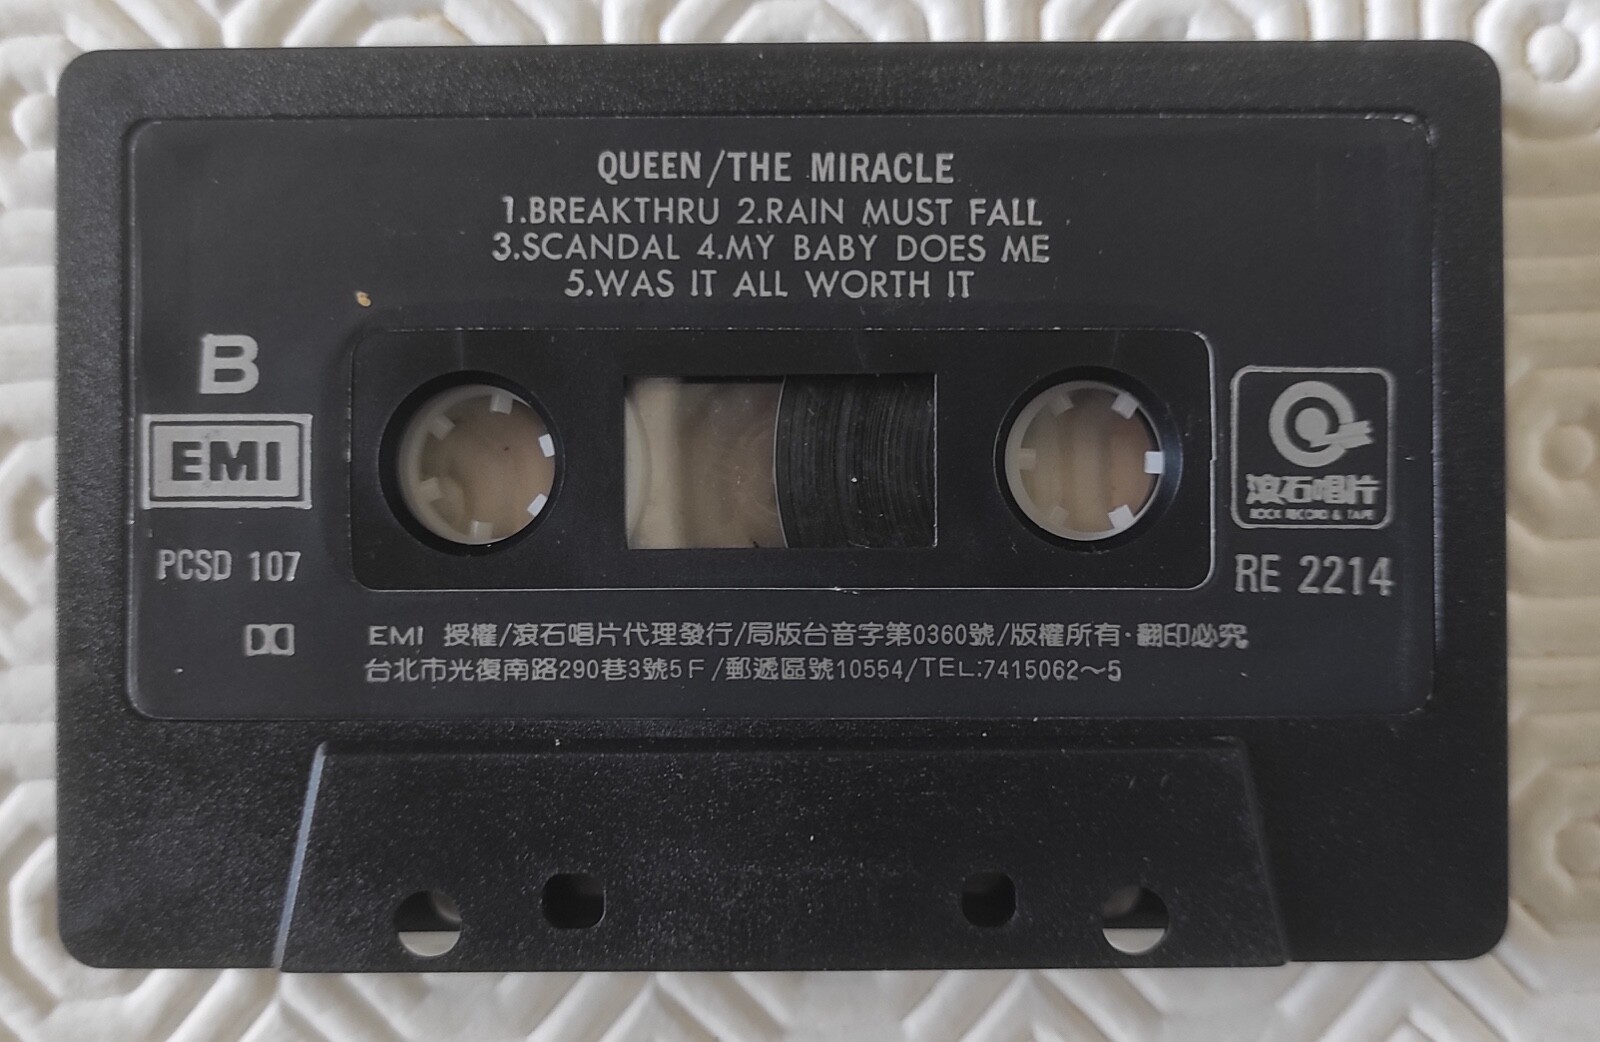 QUEEN/THE MIRACLE
1.BREAKTHRU 2.RAIN MUST FALL
3.SCANDAL 4.MY BABY DOES ME
5.WAS IT ALL WORTH IT
B
EMI
PCSD 107
滾石唱片
ROCK RECORD & TAPE
RE 2214
EMI 授權/滾石唱片代理發行/局版台音字第0360號/版權所有·翻印必究
台北市光復南路290巷3號5F/郵遞區號10554/TEL:7415062～5